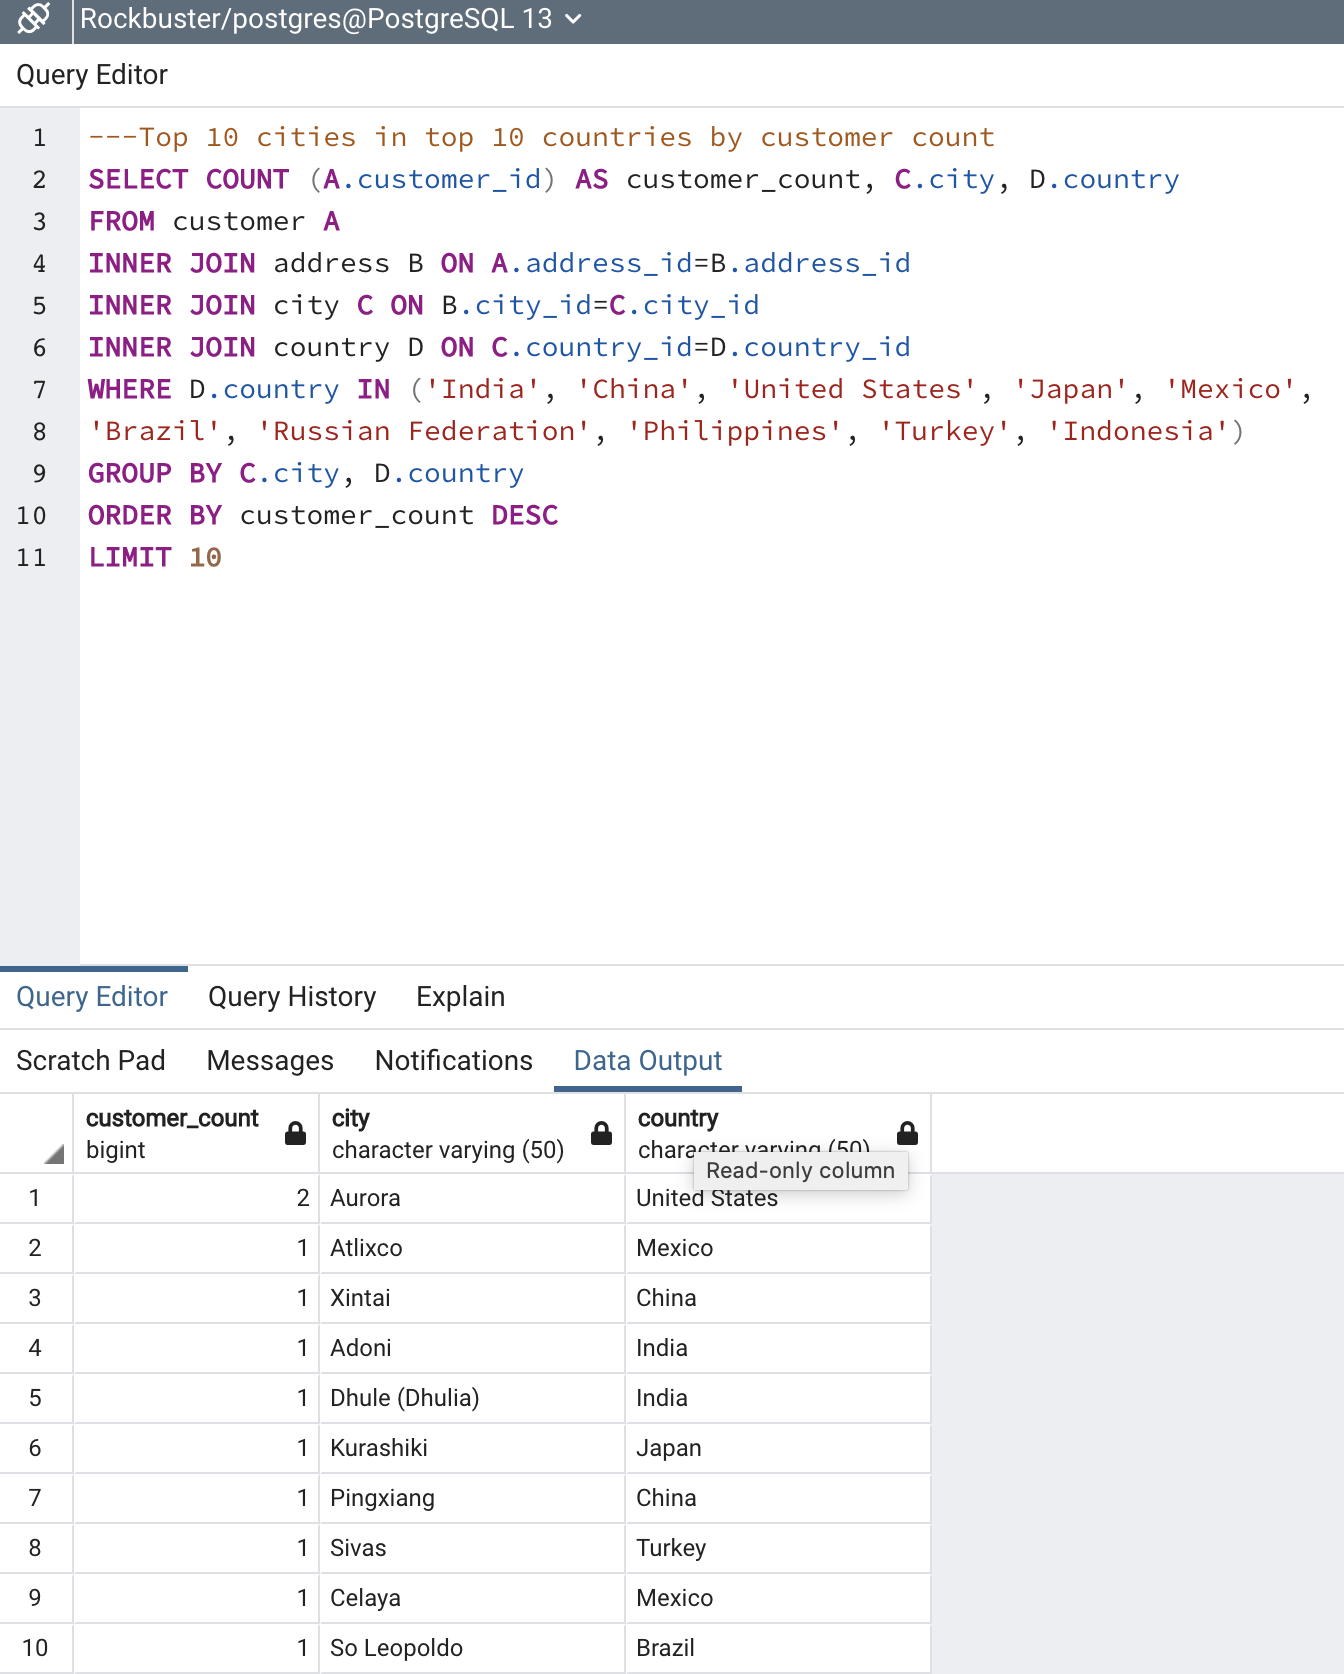 Rockbuster/postgres@PostgreSQL 13
Query Editor
1 ---Top 10 cities in top 10 countries by customer count
2 SELECT COUNT (A.customer_id) AS customer_count, C.city, D.country
3 FROM customer A
4 INNER JOIN address B ON A.address_id=B.address_id
5 INNER JOIN city C ON B.city_id=C.city_id
6 INNER JOIN country D ON C.country_id=D.country_id
7 WHERE D.country IN ('India', 'China', 'United States', 'Japan', 'Mexico',
8 'Brazil', 'Russian Federation', 'Philippines', 'Turkey', 'Indonesia')
9 GROUP BY C.city, D.country
10 ORDER BY customer_count DESC
11 LIMIT 10
Query Editor Query History Explain
Scratch Pad Messages Notifications Data Output
customer_count city country
bigint character varying (50) character varying (50)
Read-only column
1 2 Aurora United States
2 1 Atlixco Mexico
3 1 Xintai China
4 1 Adoni India
5 1 Dhule (Dhulia) India
6 1 Kurashiki Japan
7 1 Pingxiang China
8 1 Sivas Turkey
9 1 Celaya Mexico
10 1 So Leopoldo Brazil